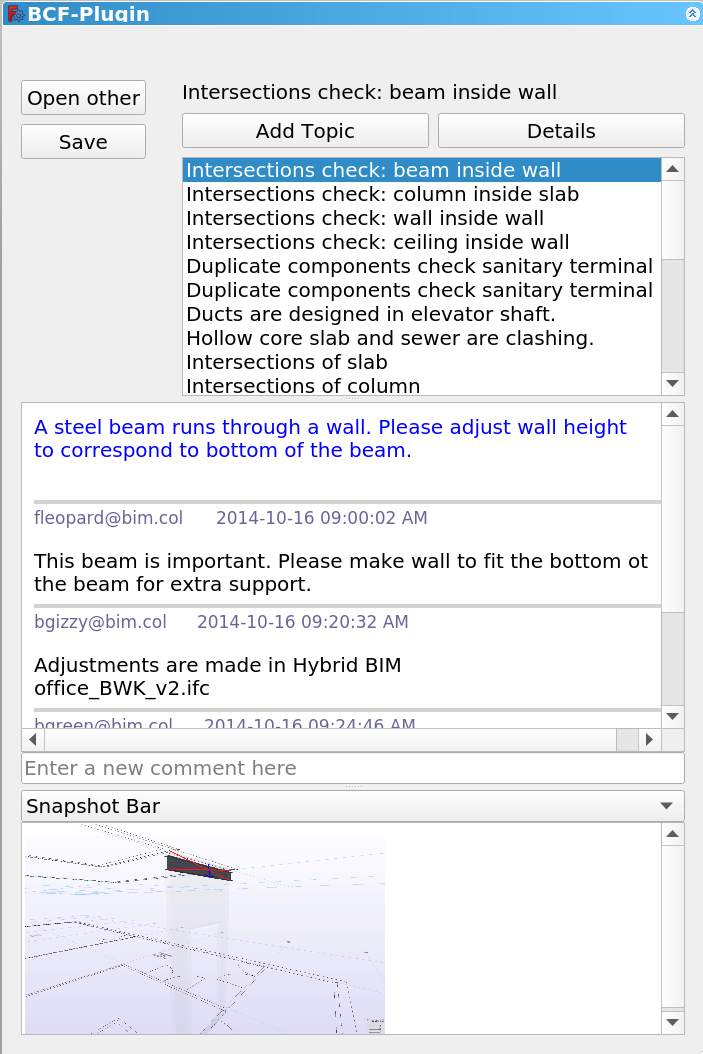 BCF-Plugin
Open other
Save
Intersections check: beam inside wall
Add Topic
Details
Intersections check: beam inside wall
Intersections check: column inside slab
Intersections check: wall inside wall
Intersections check: ceiling inside wall
Duplicate components check sanitary terminal
Duplicate components check sanitary terminal
Ducts are designed in elevator shaft.
Hollow core slab and sewer are clashing.
Intersections of slab
Intersections of column
A steel beam runs through a wall. Please adjust wall height
to correspond to bottom of the beam.
fleopard@bim.col 2014-10-16 09:00:02 AM
This beam is important. Please make wall to fit the bottom ot
the beam for extra support.
bgizzy@bim.col 2014-10-16 09:20:32 AM
Adjustments are made in Hybrid BIM
office_BWK_v2.ifc
bgreen@bim.col 2014-10-16 09:24:46 AM
Enter a new comment here
Snapshot Bar